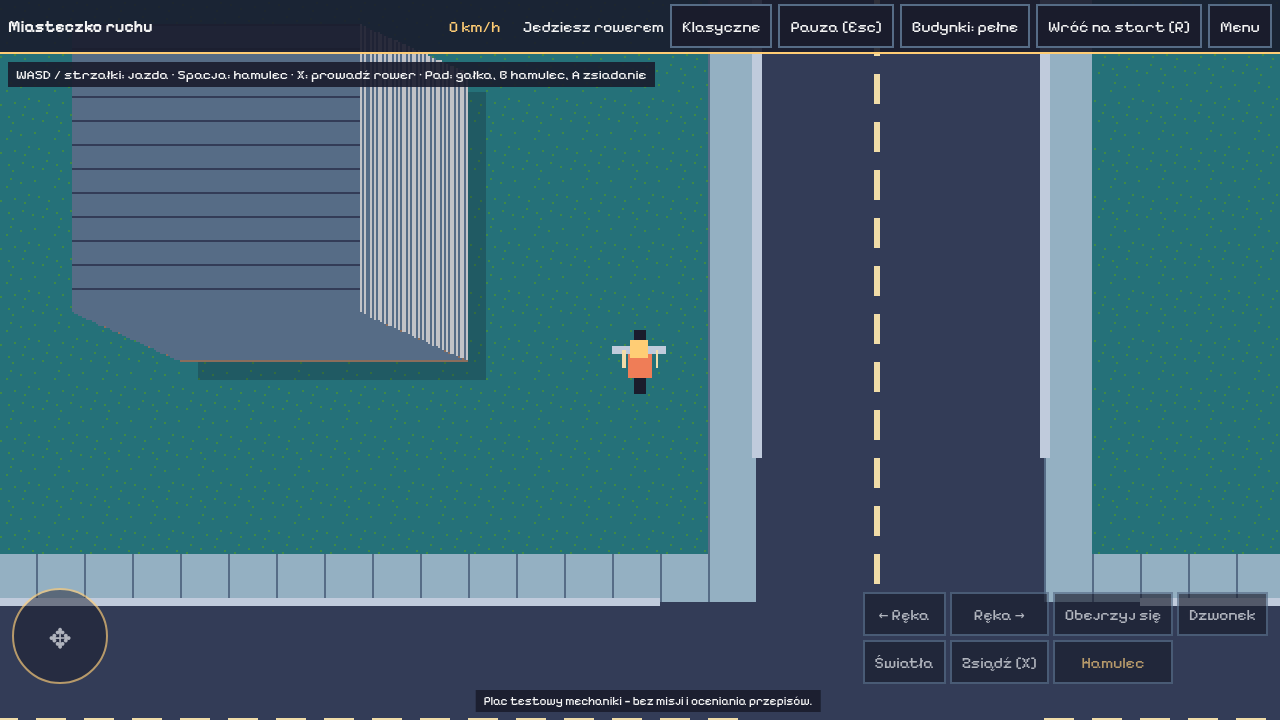 Miasteczko ruchu
0 km/h
Jedziesz rowerem
Klasyczne
Pauza (Esc)
Budynki: pełne
Wróć na start (R)
Menu
WASD / strzałki: jazda · Spacja: hamulec · X: prowadź rower · Pad: gałka, B hamulec, A zsiadanie
← Ręka
Ręka →
Obejrzyj się
Dzwonek
Światła
Zsiądź (X)
Hamulec
Plac testowy mechaniki – bez misji i oceniania przepisów.